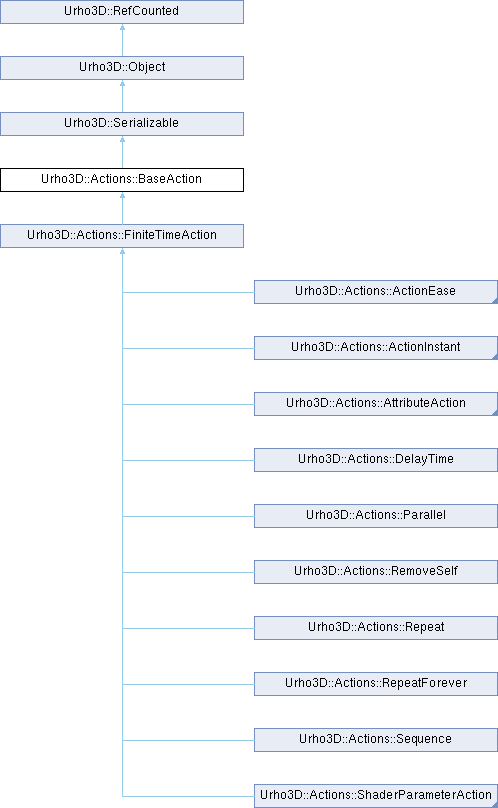 Urho3D::RefCounted
Urho3D::Object
Urho3D::Serializable
Urho3D::Actions::BaseAction
Urho3D::Actions::FiniteTimeAction
Urho3D::Actions::ActionEase
Urho3D::Actions::ActionInstant
Urho3D::Actions::AttributeAction
Urho3D::Actions::DelayTime
Urho3D::Actions::Parallel
Urho3D::Actions::RemoveSelf
Urho3D::Actions::Repeat
Urho3D::Actions::RepeatForever
Urho3D::Actions::Sequence
Urho3D::Actions::ShaderParameterAction